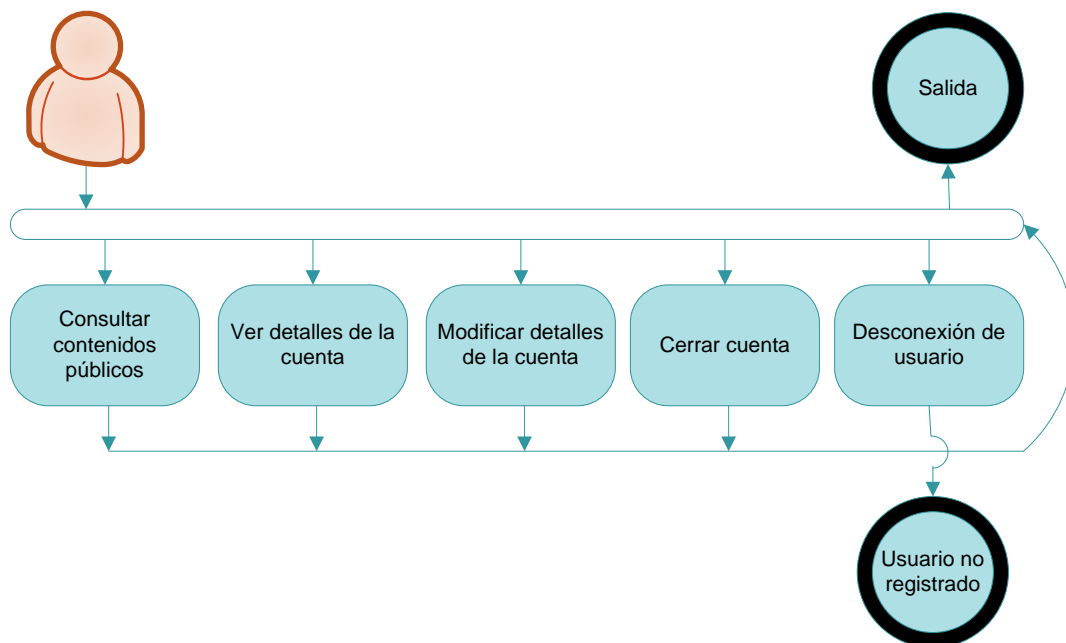 Salida
Consultar
contenidos
públicos
Ver detalles de la
cuenta
Modificar detalles
de la cuenta
Cerrar cuenta
Desconexión de
usuario
Usuario no
registrado